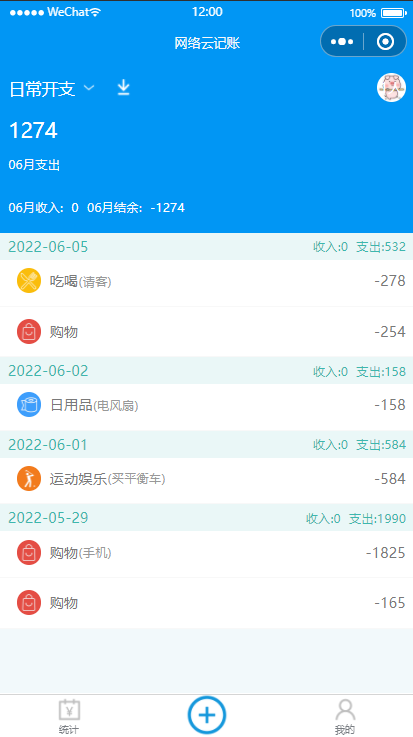 WeChat 12:00 100%
网络云记账
日常开支
1274
06月支出
06月收入: 0 06月结余: -1274
2022-06-05 收入:0 支出:532
吃喝(请客) -278
购物 -254
2022-06-02 收入:0 支出:158
日用品(电风扇) -158
2022-06-01 收入:0 支出:584
运动娱乐(买平衡车) -584
2022-05-29 收入:0 支出:1990
购物(手机) -1825
购物 -165
统计 我的